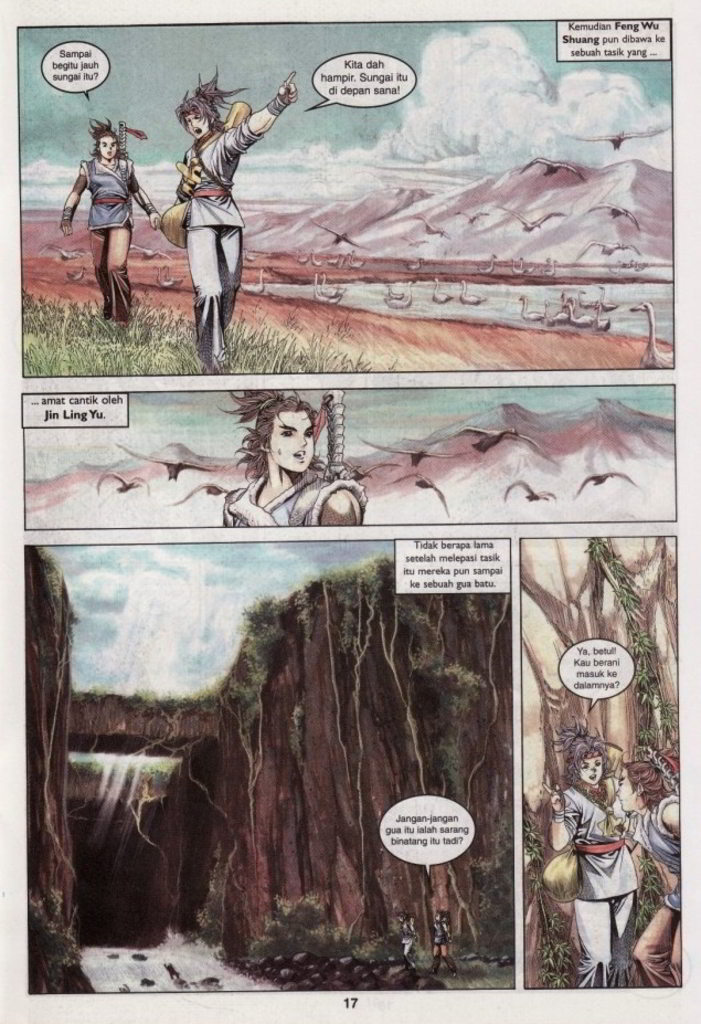 Sampai
begitu jauh
sungai itu?
Kita dah
hampir. Sungai itu
di depan sana!
Kemudian Feng Wu
Shuang pun dibawa ke
sebuah tasik yang ...
... amat cantik oleh
Jin Ling Yu.
Tidak berapa lama
setelah melepasi tasik
itu mereka pun sampai
ke sebuah gua batu.
Jangan-jangan
gua itu ialah sarang
binatang itu tadi?
Ya, betul!
Kau berani
masuk ke
dalamnya?
17